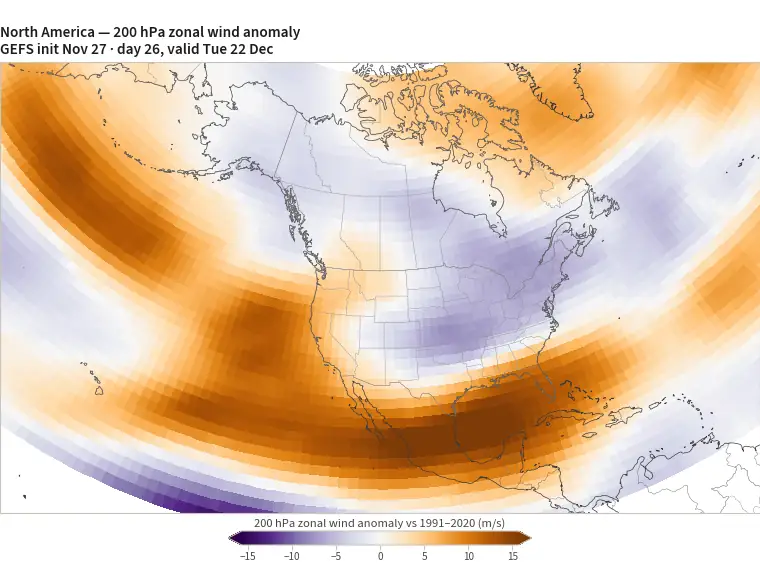 North America — 200 hPa zonal wind anomaly
GEFS init Nov 27 · day 26, valid Tue 22 Dec
200 hPa zonal wind anomaly vs 1991–2020 (m/s)
−15 −10 −5 0 5 10 15